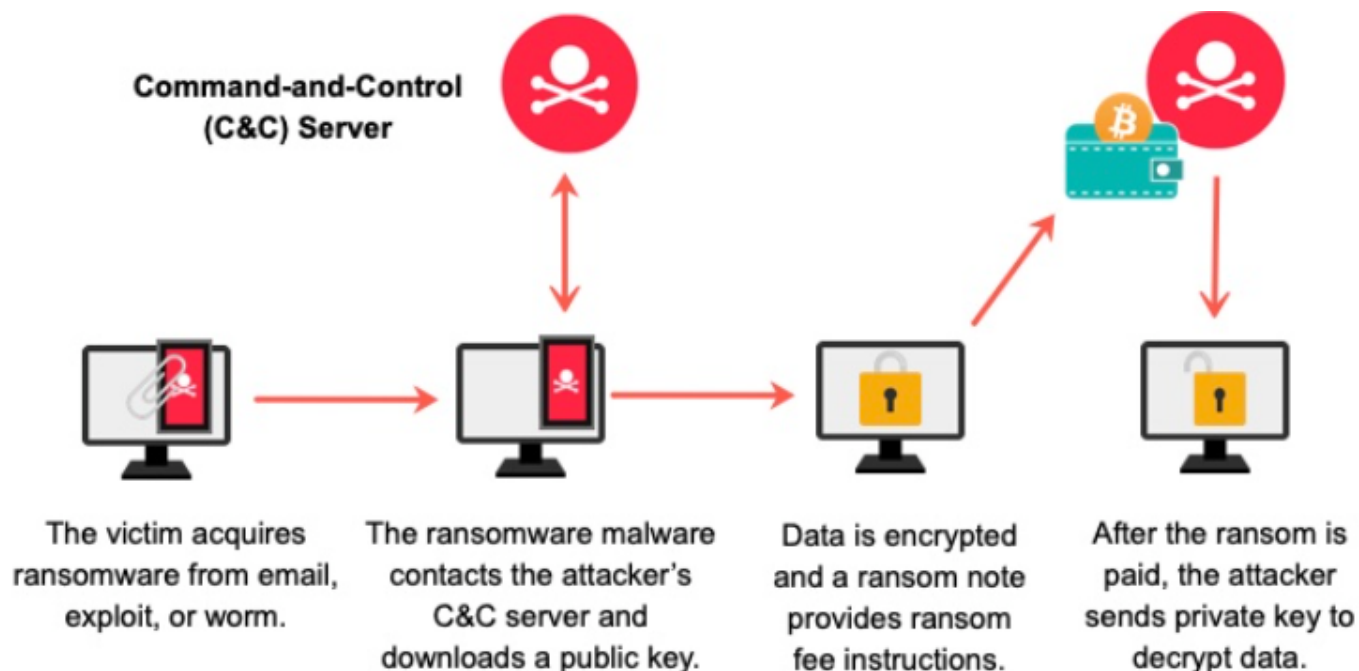 Command-and-Control
(C&C) Server
The victim acquires
ransomware from email,
exploit, or worm.
The ransomware malware
contacts the attacker's
C&C server and
downloads a public key.
Data is encrypted
and a ransom note
provides ransom
fee instructions.
After the ransom is
paid, the attacker
sends private key to
decrypt data.